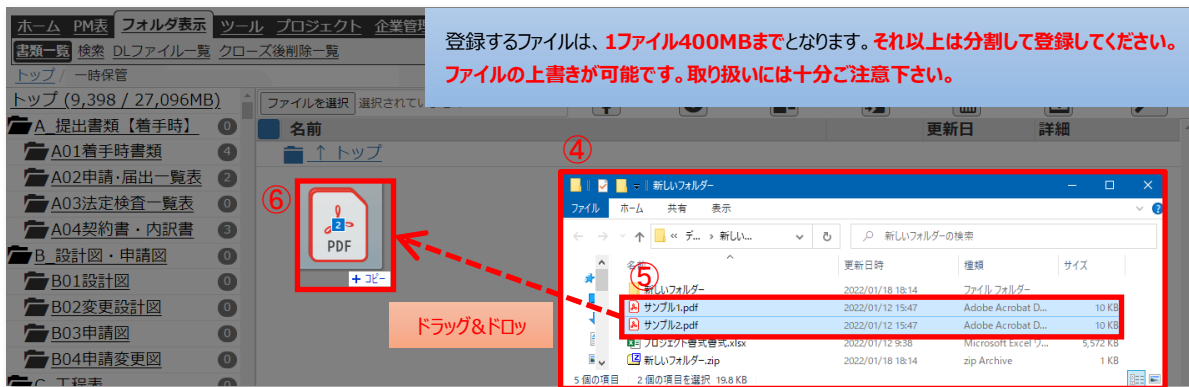 ホーム PM表 フォルダ表示 ツール プロジェクト 企業管理
書類一覧 検索 DLファイル一覧 クローズ後削除一覧
トップ / 一時保管
登録するファイルは、1ファイル400MBまでとなります。それ以上は分割して登録してください。
ファイルの上書きが可能です。取り扱いには十分ご注意下さい。
トップ (9,398 / 27,096MB)
A_提出書類【着手時】 0
A01着手時書類 4
A02申請・届出一覧表 2
A03法定検査一覧表 0
A04契約書・内訳書 3
B_設計図・申請図 0
B01設計図 0
B02変更設計図 0
B03申請図 0
B04申請変更図 0
C_工程表
ファイルを選択 選択されてい
名前 更新日 詳細
↑ トップ
⑥
2
PDF
+ コピー
ドラッグ&ドロッ
④
新しいフォルダー
ファイル ホーム 共有 表示
« デ... › 新しい...
新しいフォルダーの検索
⑤
名前 更新日時 種類 サイズ
新しいフォルダー 2022/01/18 18:14 ファイル フォルダー
サンプル1.pdf 2022/01/12 15:47 Adobe Acrobat D... 10 KB
サンプル2.pdf 2022/01/12 15:47 Adobe Acrobat D... 10 KB
プロジェクト書式書式.xlsx 2022/01/12 9:38 Microsoft Excel ワ... 5,572 KB
新しいフォルダー.zip 2022/01/18 18:14 zip Archive 1 KB
5 個の項目 2 個の項目を選択 19.8 KB